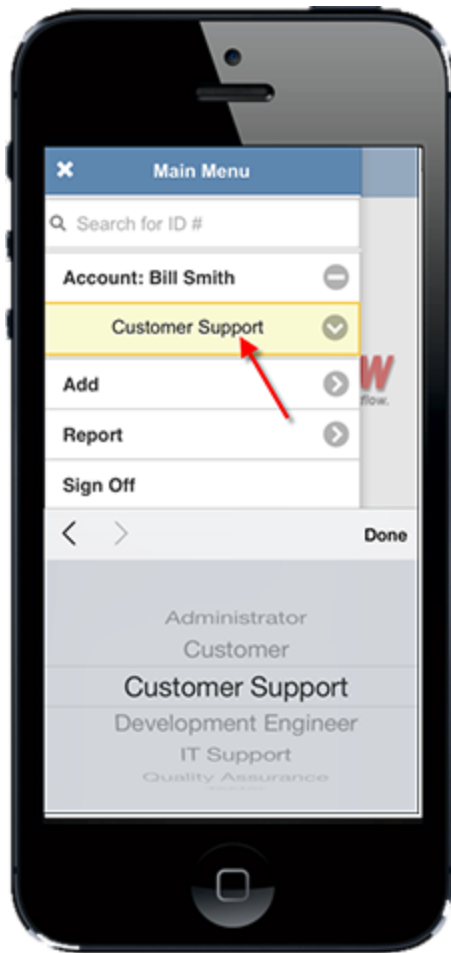 Main Menu
Search for ID #
Account: Bill Smith
Customer Support
Add
Report
Sign Off
Done
Administrator
Customer
Customer Support
Development Engineer
IT Support
Quality Assurance